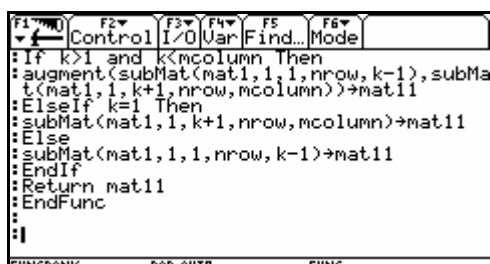 F1 F2 F3 F4 F5 F6
Control I/O Var Find… Mode
:If k>1 and k<mcolumn Then
:augment(subMat(mat1,1,1,nrow,k-1),subMa
t(mat1,1,k+1,nrow,mcolumn))→mat11
:ElseIf k=1 Then
:subMat(mat1,1,k+1,nrow,mcolumn)→mat11
:Else
:subMat(mat1,1,1,nrow,k-1)→mat11
:EndIf
:Return mat11
:EndFunc
:
:
RAD AUTO FUNC